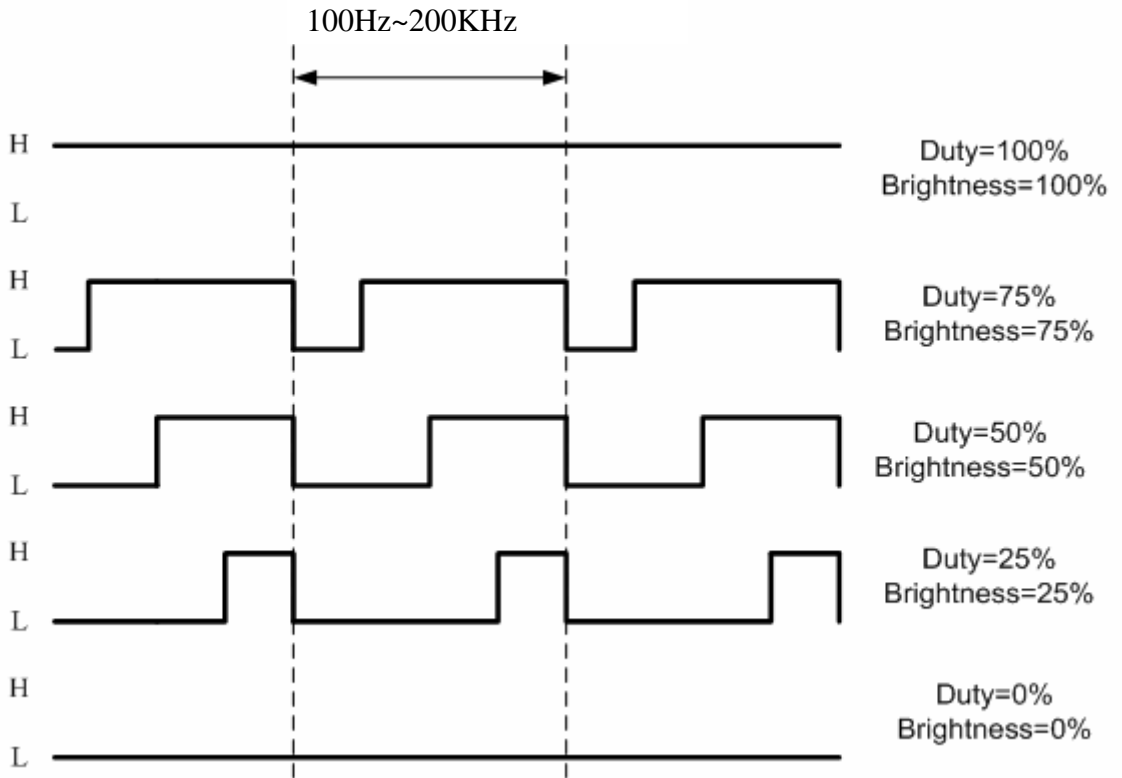 100Hz~200KHz
H
L
Duty=100%
Brightness=100%
H
L
Duty=75%
Brightness=75%
H
L
Duty=50%
Brightness=50%
H
L
Duty=25%
Brightness=25%
H
L
Duty=0%
Brightness=0%